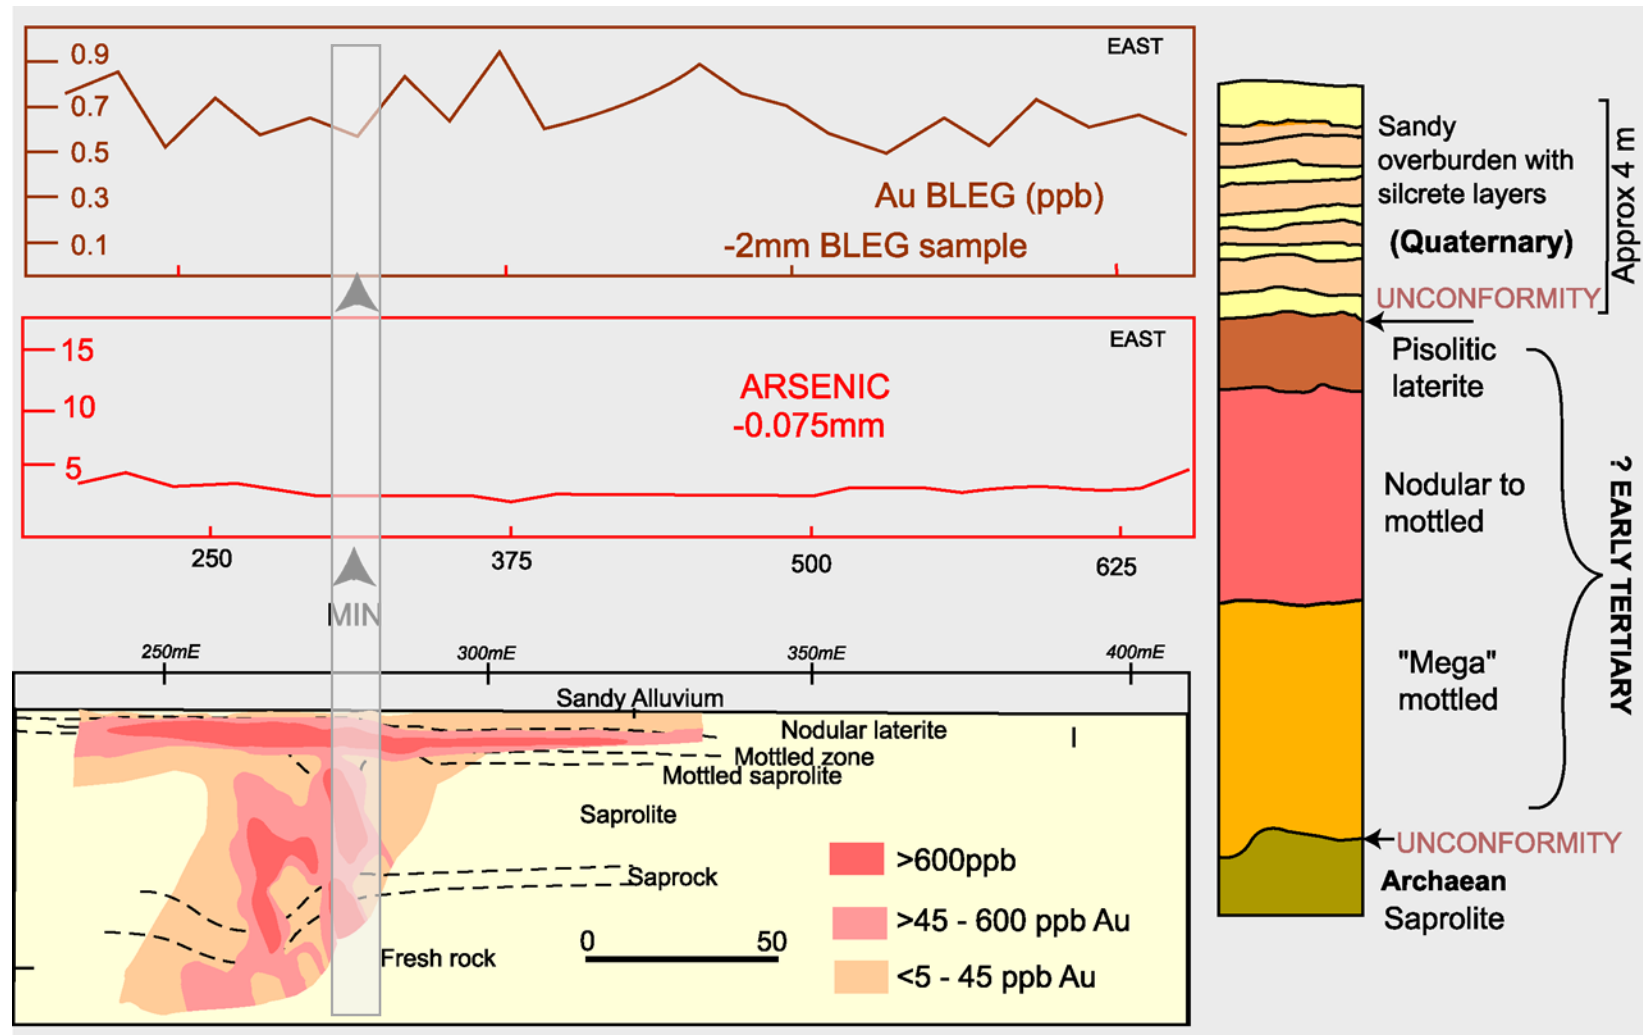 EAST
0.9
0.7
0.5
0.3
0.1
Au BLEG (ppb)
-2mm BLEG sample
EAST
15
10
5
ARSENIC
-0.075mm
250
375
500
625
MIN
250mE
300mE
350mE
400mE
Sandy Alluvium
Nodular laterite
Mottled zone
Mottled saprolite
Saprolite
Saprock
Fresh rock
0
50
>600ppb
>45 - 600 ppb Au
<5 - 45 ppb Au
Sandy
overburden with
silcrete layers
(Quaternary)
Approx 4 m
UNCONFORMITY
Pisolitic
laterite
Nodular to
mottled
"Mega"
mottled
? EARLY TERTIARY
UNCONFORMITY
Archaean
Saprolite